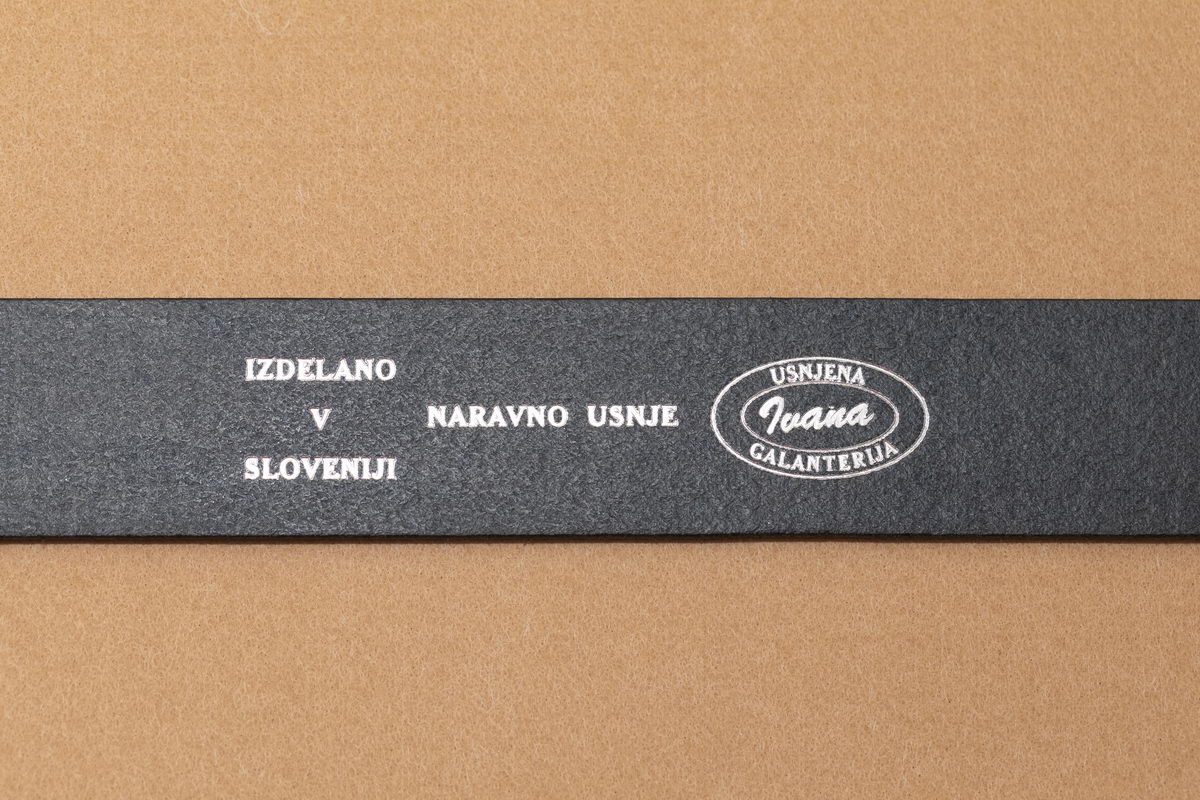 IZDELANO
V
SLOVENIJI
NARAVNO USNJE
USNJENA
Ivana
GALANTERIJA